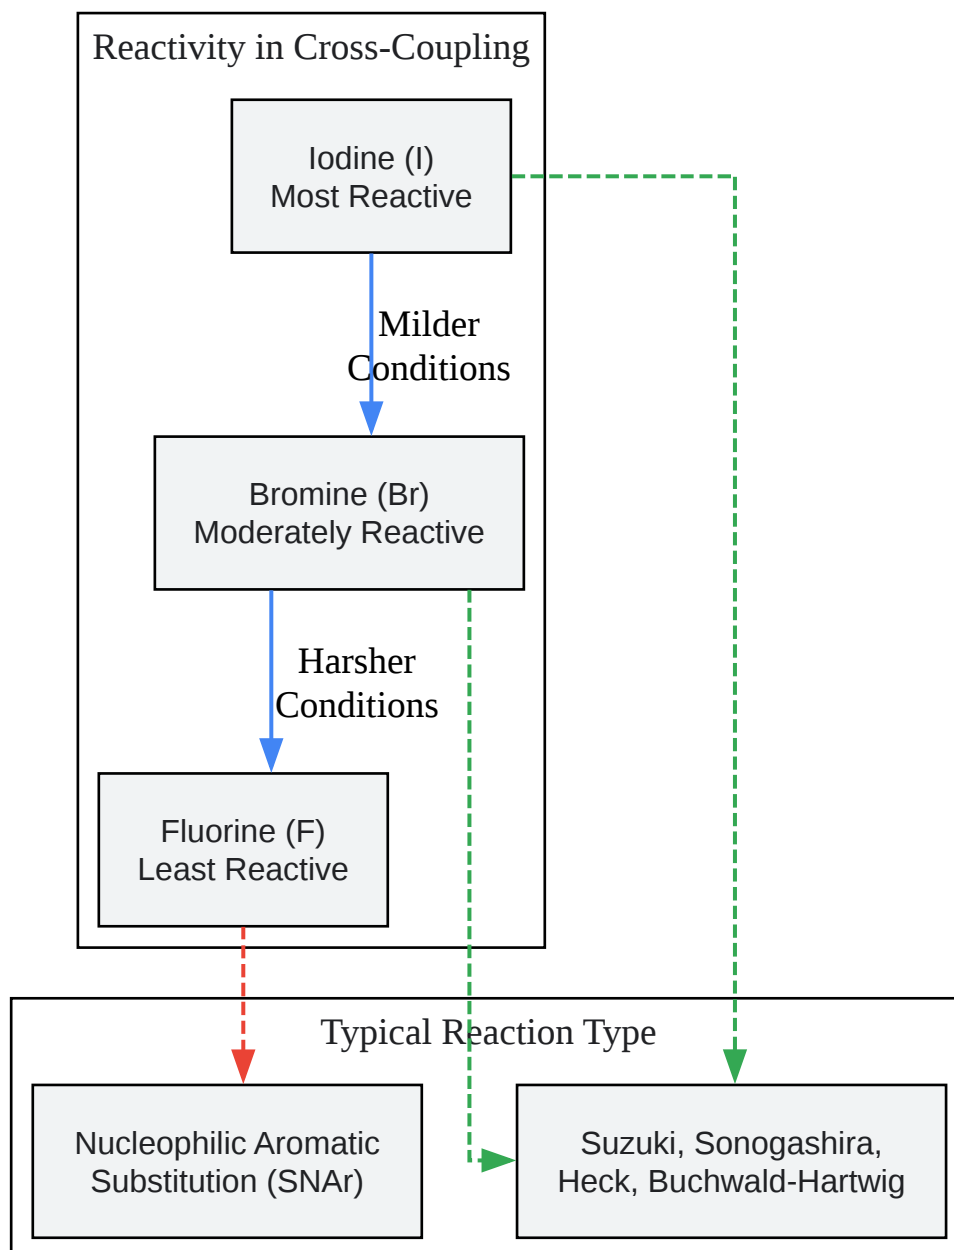 Reactivity in Cross-Coupling
Iodine (I)
Most Reactive
Milder
Conditions
Bromine (Br)
Moderately Reactive
Harsher
Conditions
Fluorine (F)
Least Reactive
Typical Reaction Type
Nucleophilic Aromatic
Substitution (SNAr)
Suzuki, Sonogashira,
Heck, Buchwald-Hartwig